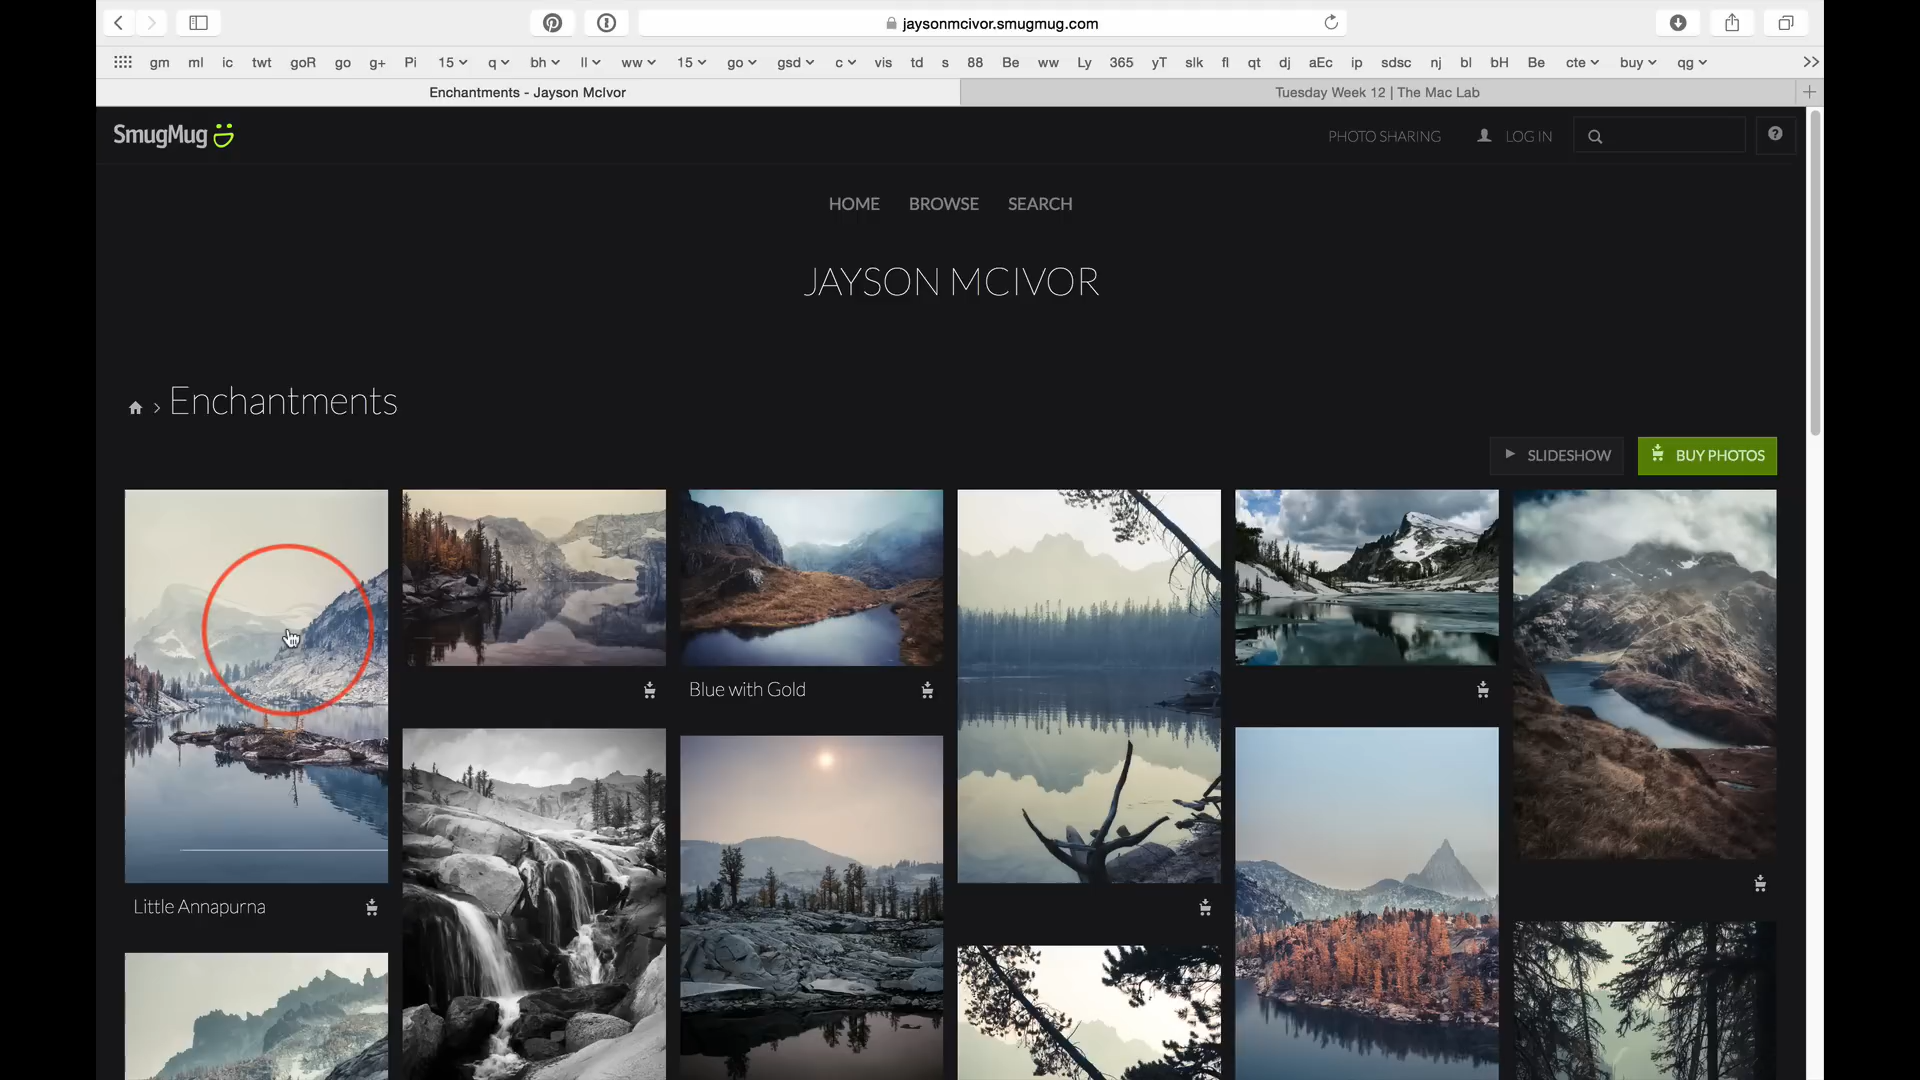 jaysonmcivor.smugmug.com
gm ml ic twt goR go g+ Pi 15 q bh ll ww 15 go gsd c vis td s 88 Be ww Ly 365 yT slk fl qt dj aEc ip sdsc nj bl bH Be cte buy qg
Enchantments - Jayson McIvor
Tuesday Week 12 | The Mac Lab
SmugMug
PHOTO SHARING
LOG IN
HOME BROWSE SEARCH
JAYSON MCIVOR
Enchantments
SLIDESHOW
BUY PHOTOS
Blue with Gold
Little Annapurna